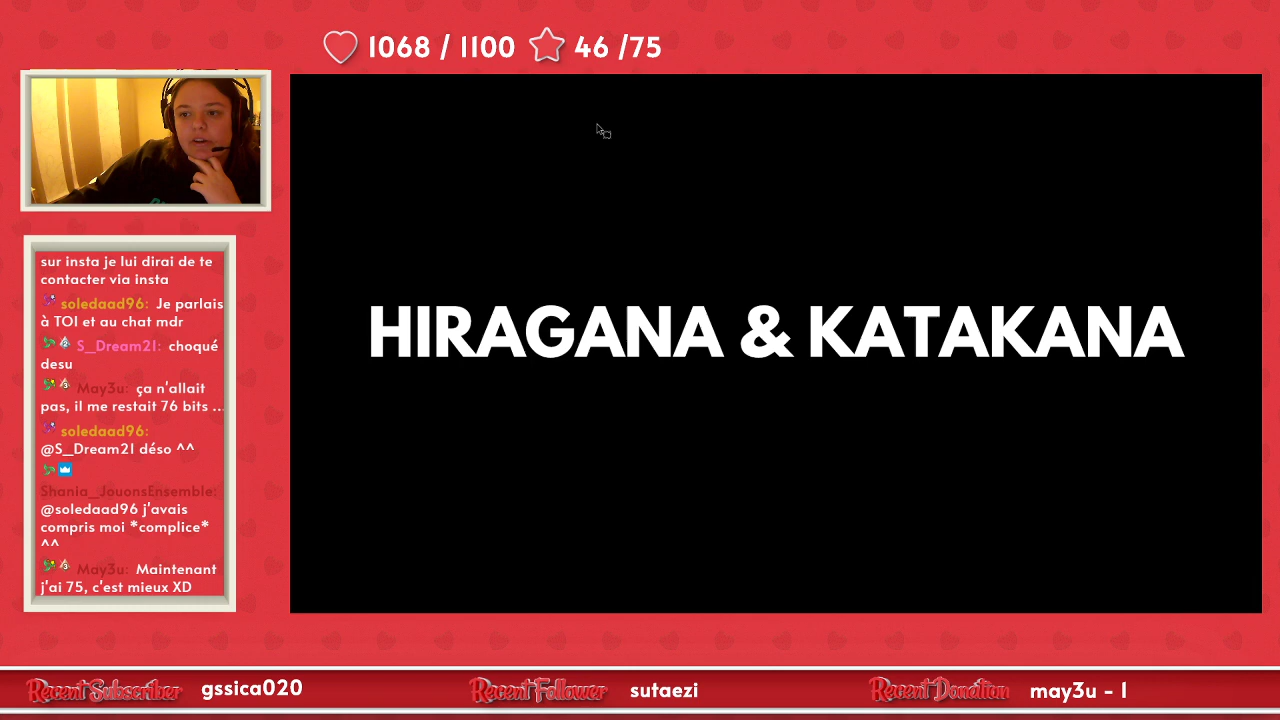 1068 / 1100 46 /75
HIRAGANA & KATAKANA
sur insta je lui dirai de te
contacter via insta
soledaad96: Je parlais
à TOI et au chat mdr
S_Dream21: choqué
desu
May3u: ça n'allait
pas, il me restait 76 bits ...
soledaad96:
@S_Dream21 déso ^^
Shania_JouonsEnsemble:
@soledaad96 j'avais
compris moi *complice*
^^
May3u: Maintenant
j'ai 75, c'est mieux XD
Recent Subscriber gssica020
Recent Follower sutaezi
Recent Donation may3u - 1